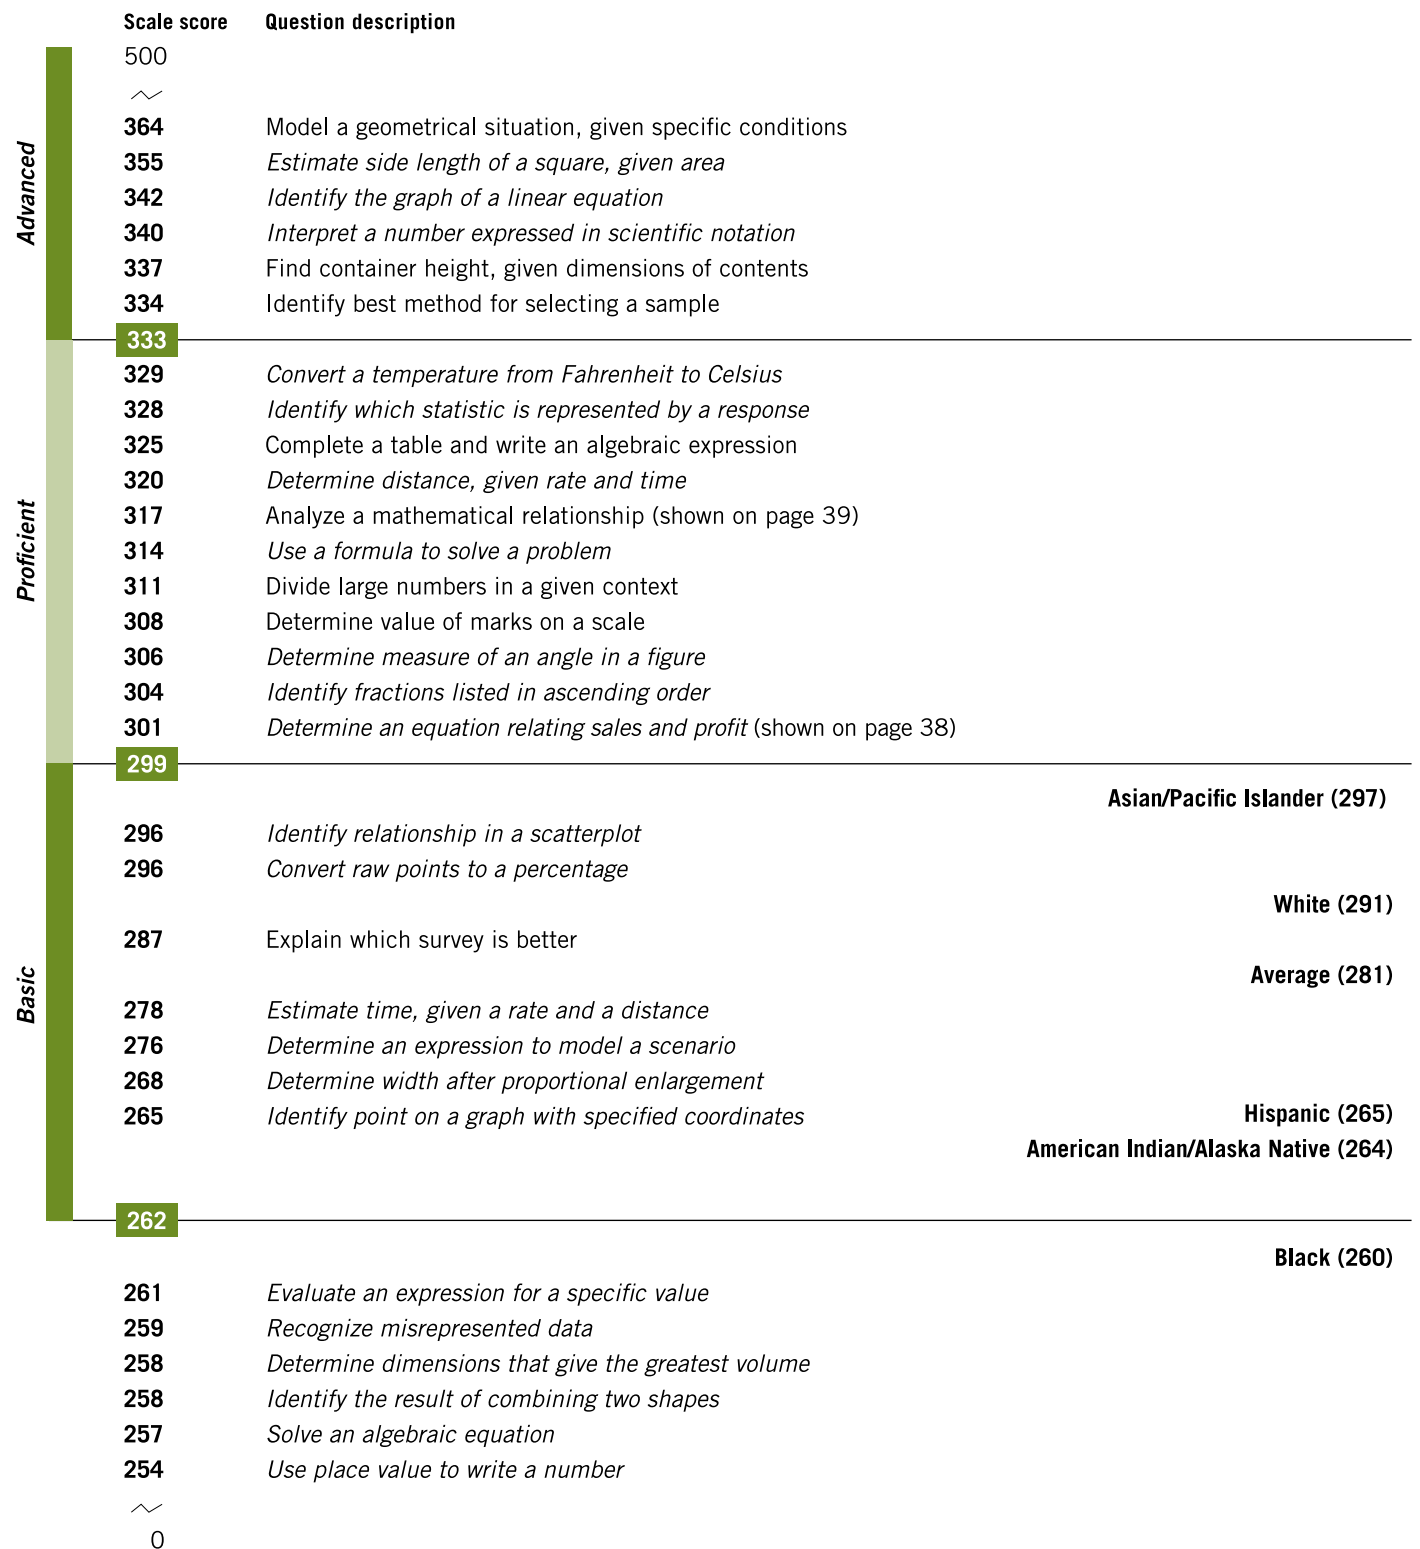 Scale score Question description
500
Advanced
364 Model a geometrical situation, given specific conditions
355 Estimate side length of a square, given area
342 Identify the graph of a linear equation
340 Interpret a number expressed in scientific notation
337 Find container height, given dimensions of contents
334 Identify best method for selecting a sample
333
Proficient
329 Convert a temperature from Fahrenheit to Celsius
328 Identify which statistic is represented by a response
325 Complete a table and write an algebraic expression
320 Determine distance, given rate and time
317 Analyze a mathematical relationship (shown on page 39)
314 Use a formula to solve a problem
311 Divide large numbers in a given context
308 Determine value of marks on a scale
306 Determine measure of an angle in a figure
304 Identify fractions listed in ascending order
301 Determine an equation relating sales and profit (shown on page 38)
299
Basic
Asian/Pacific Islander (297)
296 Identify relationship in a scatterplot
296 Convert raw points to a percentage
White (291)
287 Explain which survey is better
Average (281)
278 Estimate time, given a rate and a distance
276 Determine an expression to model a scenario
268 Determine width after proportional enlargement
265 Identify point on a graph with specified coordinates Hispanic (265)
American Indian/Alaska Native (264)
262
Black (260)
261 Evaluate an expression for a specific value
259 Recognize misrepresented data
258 Determine dimensions that give the greatest volume
258 Identify the result of combining two shapes
257 Solve an algebraic equation
254 Use place value to write a number
0